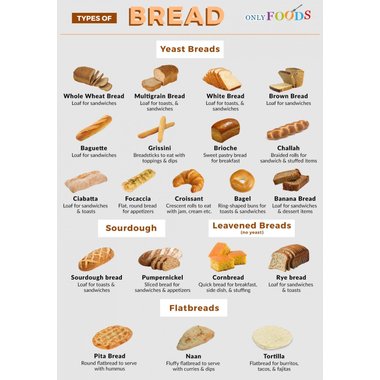 TYPES OF BREAD
ONLYFOODS
Yeast Breads
Whole Wheat Bread
Loaf for sandwiches
Multigrain Bread
Loaf for toasts, &
sandwiches
White Bread
Loaf for toasts, &
sandwiches
Brown Bread
Loaf for sandwiches
Baguette
Loaf for sandwiches
Grissini
Breadsticks to eat with
toppings & dips
Brioche
Sweet pastry bread
for breakfast
Challah
Braided rolls for
sandwich & stuffed items
Ciabatta
Loaf for sandwiches
& toasts
Focaccia
Flat, round bread
for appetizers
Croissant
Crescent rolls to eat
with jam, cream etc.
Bagel
Ring-shaped buns for
toasts & sandwiches
Banana Bread
Loaf for sandwiches
& dessert items
Sourdough
Leavened Breads
(no yeast)
Sourdough bread
Loaf for toasts &
sandwiches
Pumpernickel
Sliced bread for
sandwiches & appetizers
Cornbread
Quick bread for breakfast,
side dish, & stuffing
Rye bread
Loaf for sandwiches
& toasts
Flatbreads
Pita Bread
Round flatbread to serve
with hummus
Naan
Fluffy flatbread to serve
with curries & dips
Tortilla
Flatbread for burritos,
tacos, & fajitas